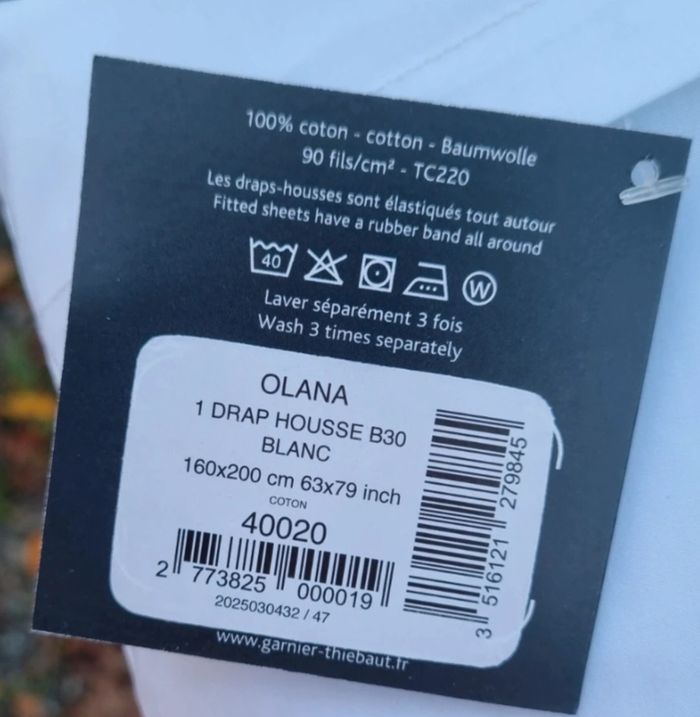 100% coton - cotton - Baumwolle
90 fils/cm² - TC220
Les draps-housses sont élastiqués tout autour
Fitted sheets have a rubber band all around
40
W
Laver séparément 3 fois
Wash 3 times separately
OLANA
1 DRAP HOUSSE B30
BLANC
160x200 cm 63x79 inch
COTON
40020
2 773825 000019
2025030432 / 47
3 516121 279845
www.garnier-thiebaut.fr